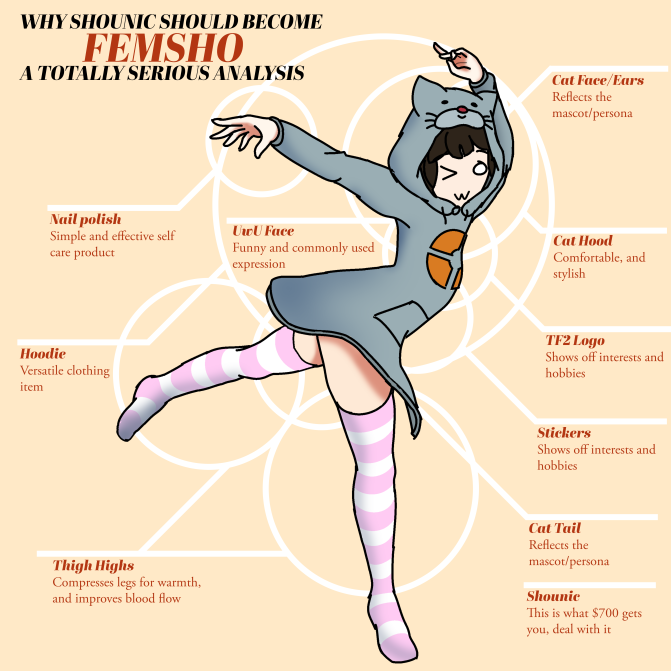 WHY SHOUNIC SHOULD BECOME
FEMSHO
A TOTALLY SERIOUS ANALYSIS
Cat Face/Ears
Reflects the
mascot/persona
Nail polish
Simple and effective self
care product
UwU Face
Funny and commonly used
expression
Cat Hood
Comfortable, and
stylish
Hoodie
Versatile clothing
item
TF2 Logo
Shows off interests and
hobbies
Stickers
Shows off interests and
hobbies
Cat Tail
Reflects the
mascot/persona
Thigh Highs
Compresses legs for warmth,
and improves blood flow
Shounic
This is what $700 gets
you, deal with it